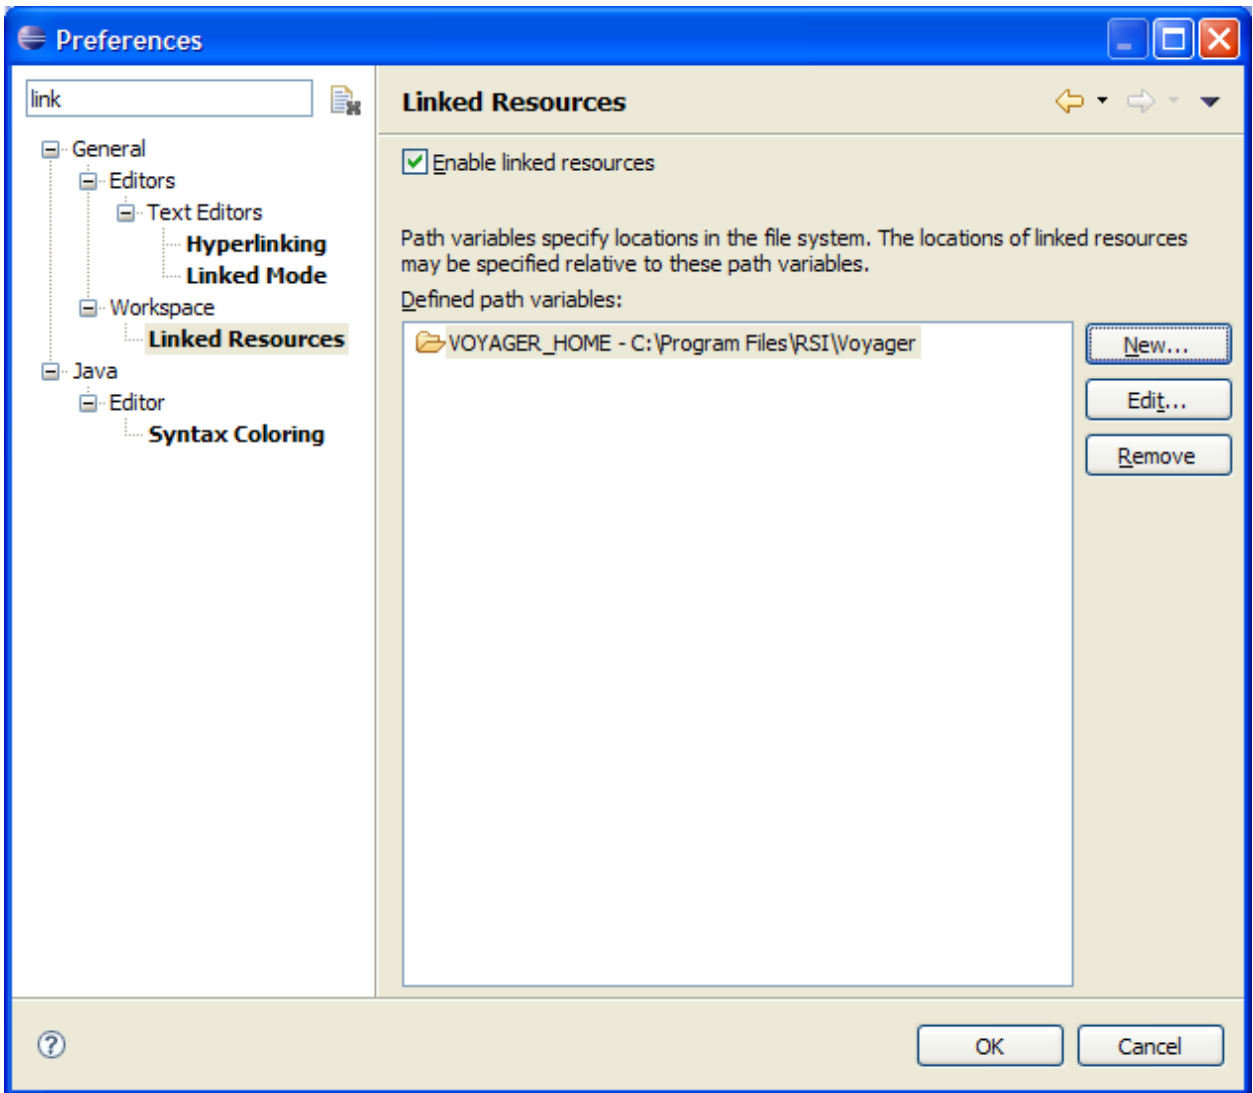 Preferences
link
General
Editors
Text Editors
Hyperlinking
Linked Mode
Workspace
Linked Resources
Java
Editor
Syntax Coloring
Linked Resources
Enable linked resources
Path variables specify locations in the file system. The locations of linked resources
may be specified relative to these path variables.
Defined path variables:
VOYAGER_HOME - C:\Program Files\RSI\Voyager
New...
Edit...
Remove
OK
Cancel